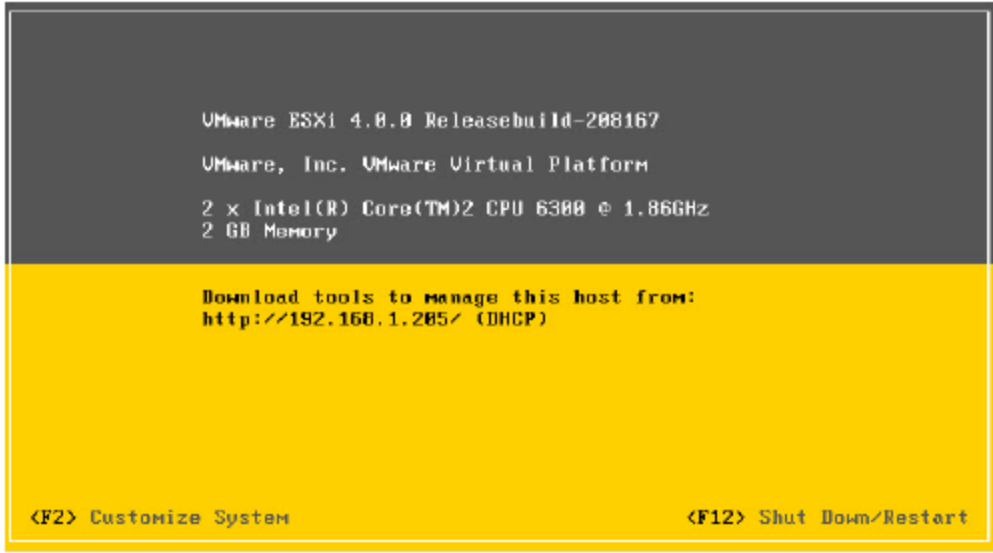 VMware ESXi 4.0.0 Releasebuild-208167
VMware, Inc. VMware Virtual Platform
2 x Intel(R) Core(TM)2 CPU 6300 @ 1.86GHz
2 GB Memory
Download tools to manage this host from:
http://192.168.1.205/ (DHCP)
<F2> Customize System
<F12> Shut Down/Restart